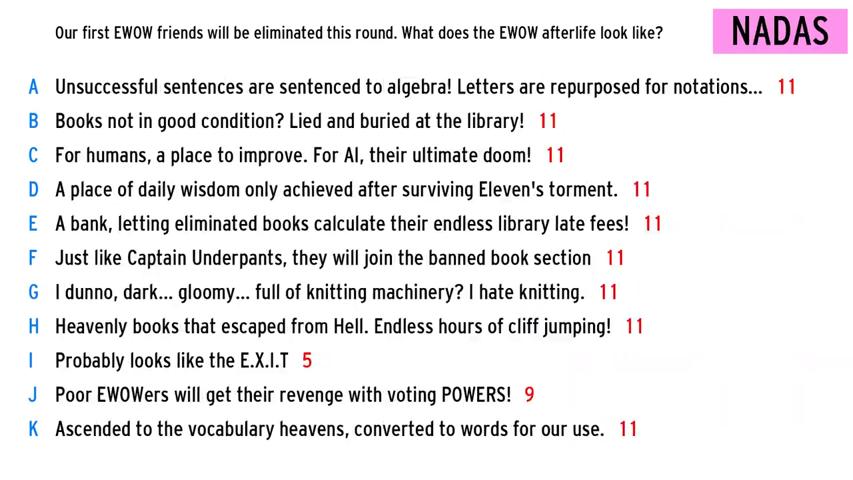 Our first EWOW friends will be eliminated this round. What does the EWOW afterlife look like?
NADAS
A Unsuccessful sentences are sentenced to algebra! Letters are repurposed for notations... 11
B Books not in good condition? Lied and buried at the library! 11
C For humans, a place to improve. For AI, their ultimate doom! 11
D A place of daily wisdom only achieved after surviving Eleven's torment. 11
E A bank, letting eliminated books calculate their endless library late fees! 11
F Just like Captain Underpants, they will join the banned book section 11
G I dunno, dark... gloomy... full of knitting machinery? I hate knitting. 11
H Heavenly books that escaped from Hell. Endless hours of cliff jumping! 11
I Probably looks like the E.X.I.T 5
J Poor EWOWers will get their revenge with voting POWERS! 9
K Ascended to the vocabulary heavens, converted to words for our use. 11